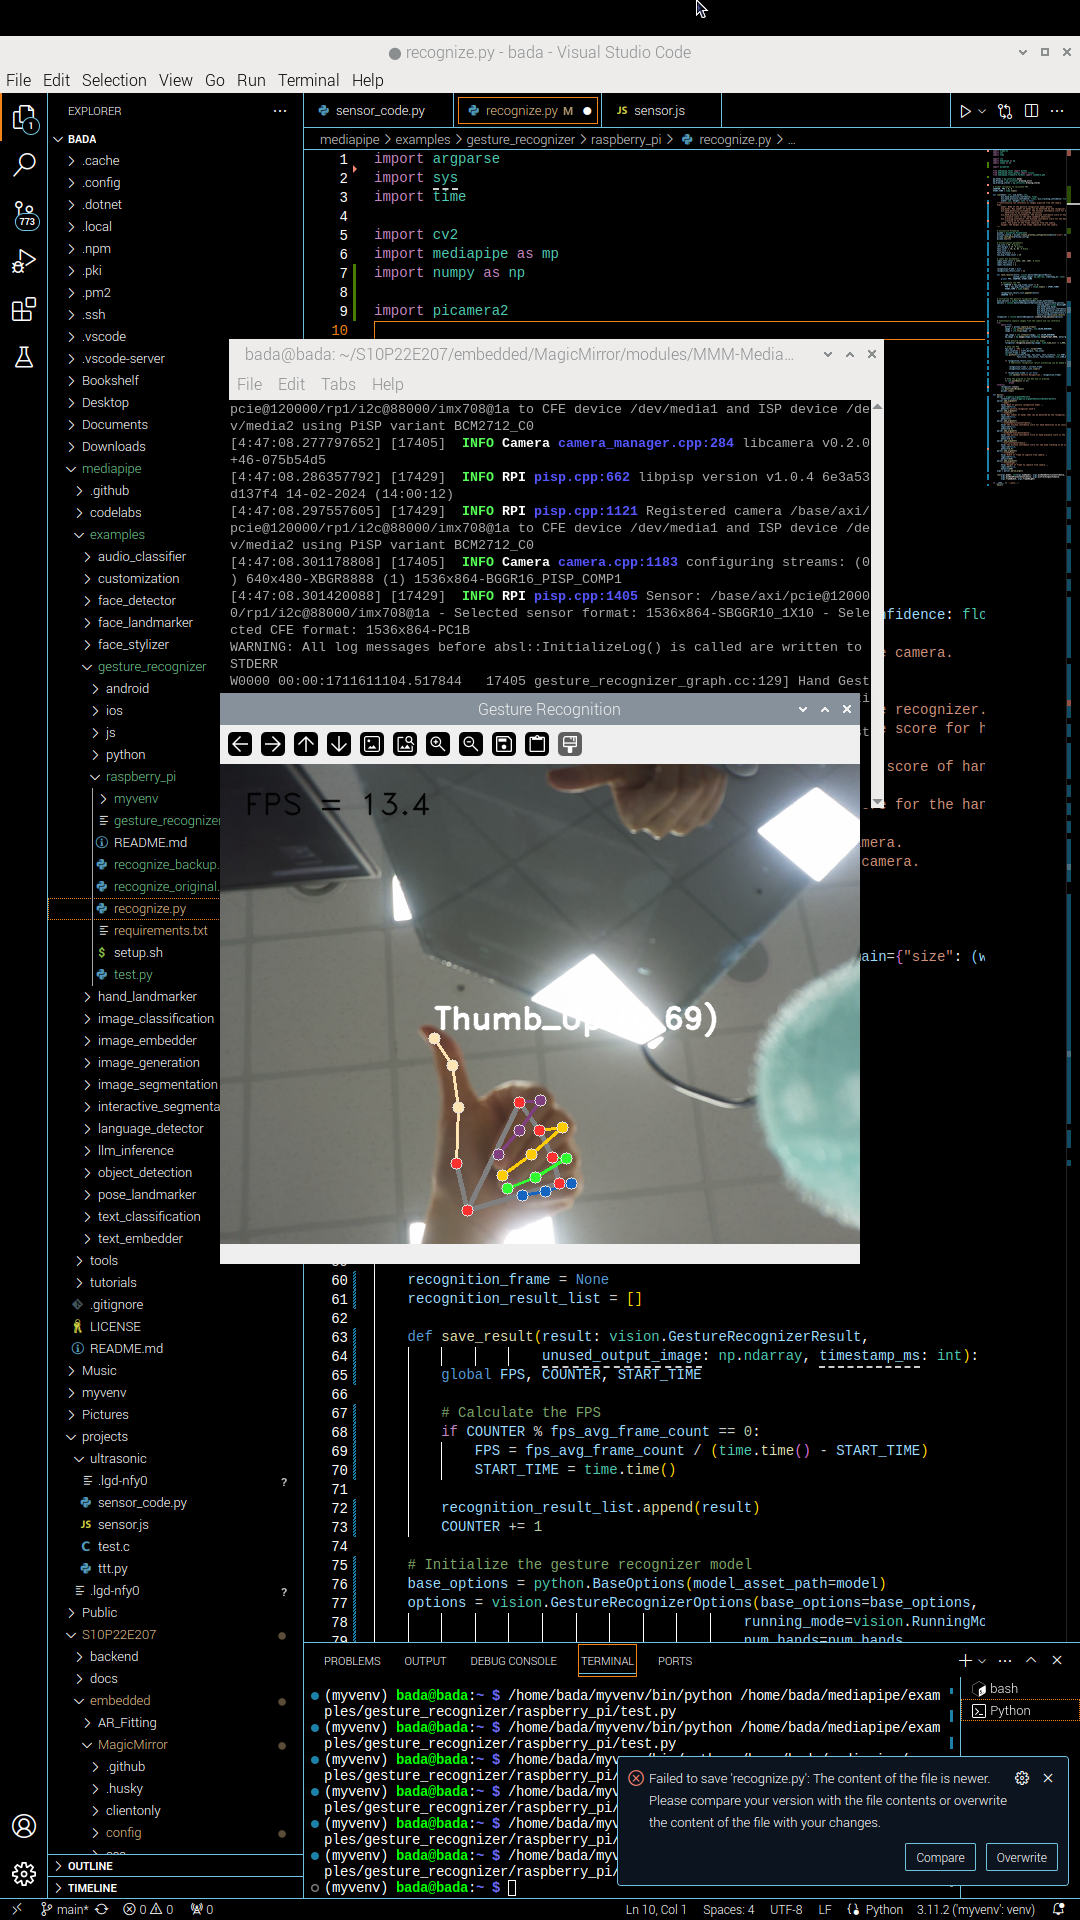 recognize.py - bada - Visual Studio Code
File Edit Selection View Go Run Terminal Help
EXPLORER
BADA
.cache
.config
.dotnet
.local
.npm
.pki
.pm2
.ssh
.vscode
.vscode-server
Bookshelf
Desktop
Documents
Downloads
mediapipe
.github
codelabs
examples
audio_classifier
customization
face_detector
face_landmarker
face_stylizer
gesture_recognizer
android
ios
js
python
raspberry_pi
myvenv
gesture_recognizer
README.md
recognize_backup.
recognize_original.
recognize.py
requirements.txt
setup.sh
test.py
hand_landmarker
image_classification
image_embedder
image_generation
image_segmentation
interactive_segmenta
language_detector
llm_inference
object_detection
pose_landmarker
text_classification
text_embedder
tools
tutorials
.gitignore
LICENSE
README.md
Music
myvenv
Pictures
projects
ultrasonic
.lgd-nfy0 ?
sensor_code.py
sensor.js
test.c
ttt.py
.lgd-nfy0 ?
Public
S10P22E207
backend
docs
embedded
AR_Fitting
MagicMirror
.github
.husky
clientonly
config
OUTLINE
TIMELINE
1
773
sensor_code.py recognize.py M JS sensor.js
mediapipe > examples > gesture_recognizer > raspberry_pi > recognize.py > ...
1 import argparse
2 import sys
3 import time
4
5 import cv2
6 import mediapipe as mp
7 import numpy as np
8
9 import picamera2
10
bada@bada: ~/S10P22E207/embedded/MagicMirror/modules/MMM-Media...
File Edit Tabs Help
pcie@120000/rp1/i2c@88000/imx708@1a to CFE device /dev/media1 and ISP device /de
v/media2 using PiSP variant BCM2712_C0
[4:47:08.277797652] [17405] INFO Camera camera_manager.cpp:284 libcamera v0.2.0
+46-075b54d5
[4:47:08.286357792] [17429] INFO RPI pisp.cpp:662 libpisp version v1.0.4 6e3a53
d137f4 14-02-2024 (14:00:12)
[4:47:08.297557605] [17429] INFO RPI pisp.cpp:1121 Registered camera /base/axi/
pcie@120000/rp1/i2c@88000/imx708@1a to CFE device /dev/media1 and ISP device /de
v/media2 using PiSP variant BCM2712_C0
[4:47:08.301178808] [17405] INFO Camera camera.cpp:1183 configuring streams: (0
) 640x480-XBGR8888 (1) 1536x864-BGGR16_PISP_COMP1
[4:47:08.301420088] [17429] INFO RPI pisp.cpp:1405 Sensor: /base/axi/pcie@12000
0/rp1/i2c@88000/imx708@1a - Selected sensor format: 1536x864-SBGGR10_1X10 - Sele
cted CFE format: 1536x864-PC1B
WARNING: All log messages before absl::InitializeLog() is called are written to
STDERR
W0000 00:00:1711611104.517844 17405 gesture_recognizer_graph.cc:129] Hand Gest
nfidence: flo
camera.
recognizer.
score for h
score of han
e for the han
mera.
camera.
ain={"size": (w
Gesture Recognition
FPS = 13.4
Thumb_ 69)
60 recognition_frame = None
61 recognition_result_list = []
62
63 def save_result(result: vision.GestureRecognizerResult,
64 unused_output_image: np.ndarray, timestamp_ms: int):
65 global FPS, COUNTER, START_TIME
66
67 # Calculate the FPS
68 if COUNTER % fps_avg_frame_count == 0:
69 FPS = fps_avg_frame_count / (time.time() - START_TIME)
70 START_TIME = time.time()
71
72 recognition_result_list.append(result)
73 COUNTER += 1
74
75 # Initialize the gesture recognizer model
76 base_options = python.BaseOptions(model_asset_path=model)
77 options = vision.GestureRecognizerOptions(base_options=base_options,
78 running_mode=vision.RunningMo
79 num_hands=num_hands
PROBLEMS OUTPUT DEBUG CONSOLE TERMINAL PORTS
bash
Python
(myvenv) bada@bada:~ $ /home/bada/myvenv/bin/python /home/bada/mediapipe/exam
ples/gesture_recognizer/raspberry_pi/test.py
(myvenv) bada@bada:~ $ /home/bada/myvenv/bin/python /home/bada/mediapipe/exam
ples/gesture_recognizer/raspberry_pi/test.py
(myvenv) bada@bada:~ $ /home/bada/my
ples/gesture_recognizer/raspberry_pi/
(myvenv) bada@bada:~ $ /home/bada/myv
ples/gesture_recognizer/raspberry_pi/
(myvenv) bada@bada:~ $ /home/bada/myv
ples/gesture_recognizer/raspberry_pi/
(myvenv) bada@bada:~ $ /home/bada/myv
ples/gesture_recognizer/raspberry_pi/
(myvenv) bada@bada:~ $
Failed to save 'recognize.py': The content of the file is newer.
Please compare your version with the file contents or overwrite
the content of the file with your changes.
Compare Overwrite
main* 0 0 0 Ln 10, Col 1 Spaces: 4 UTF-8 LF Python 3.11.2 ('myvenv': venv)